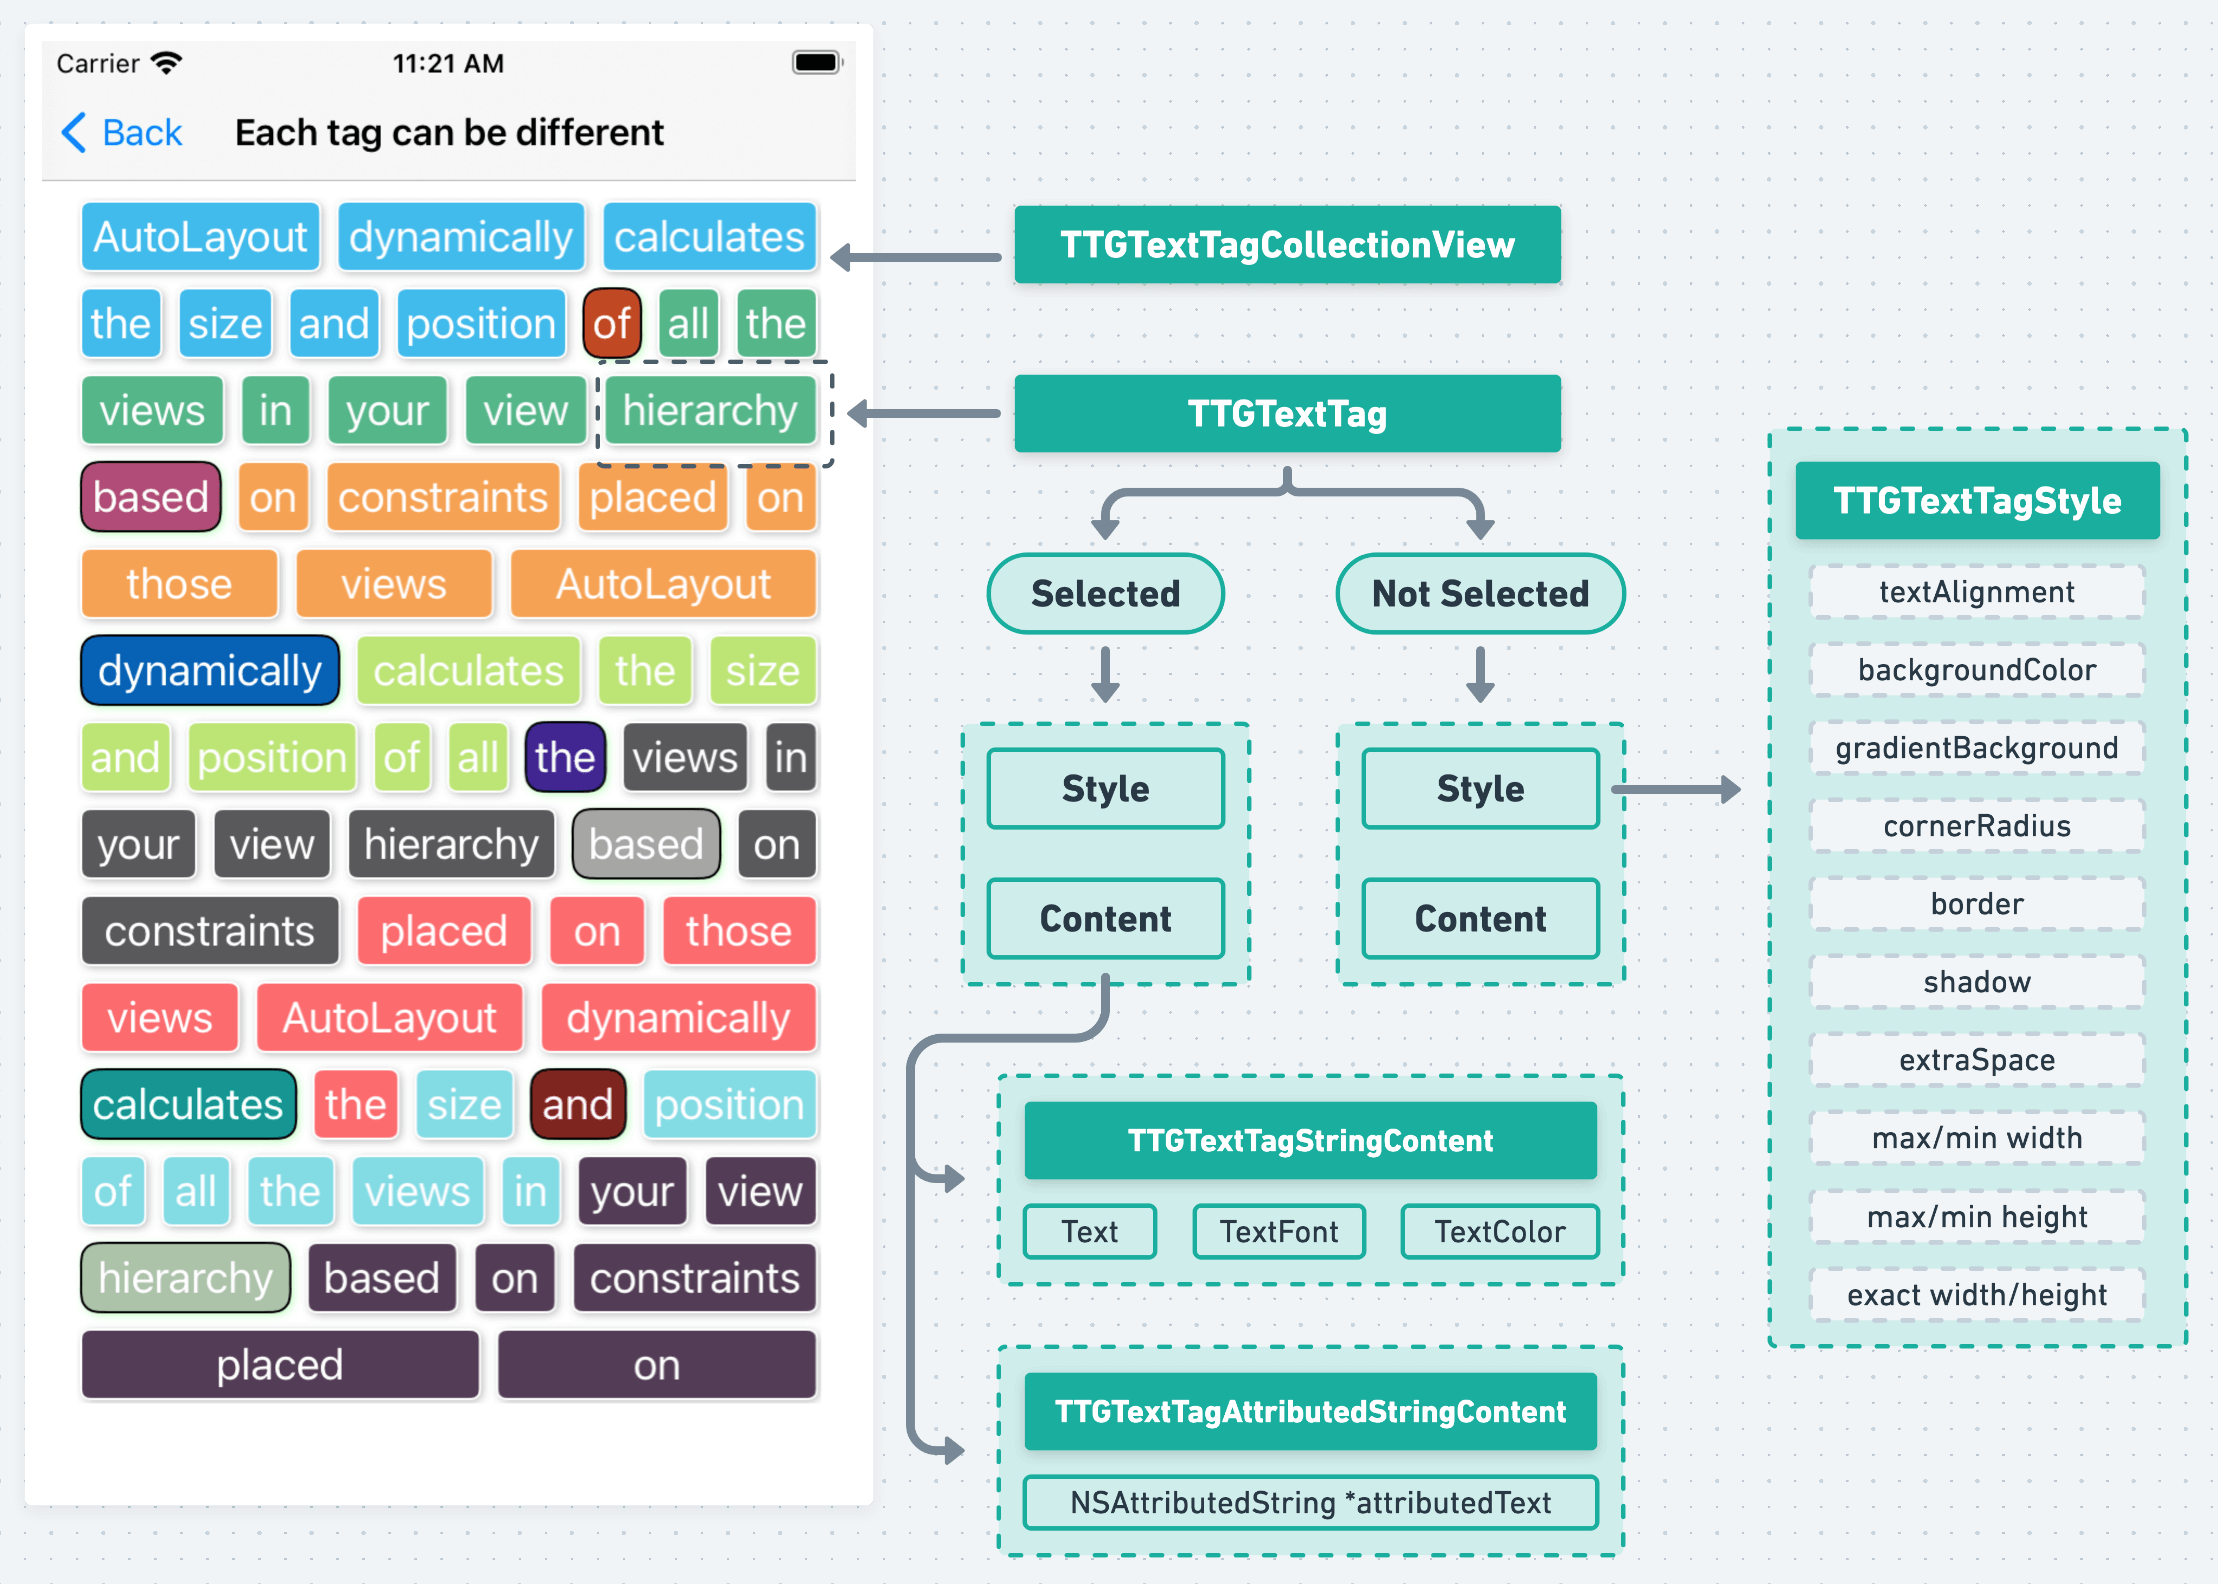 Carrier 11:21 AM
Back Each tag can be different
AutoLayout dynamically calculates
the size and position of all the
views in your view hierarchy
based on constraints placed on
those views AutoLayout
dynamically calculates the size
and position of all the views in
your view hierarchy based on
constraints placed on those
views AutoLayout dynamically
calculates the size and position
of all the views in your view
hierarchy based on constraints
placed on
TTGTextTagCollectionView
TTGTextTag
Selected Not Selected
Style Style
Content Content
TTGTextTagStringContent
Text TextFont TextColor
TTGTextTagAttributedStringContent
NSAttributedString *attributedText
TTGTextTagStyle
textAlignment
backgroundColor
gradientBackground
cornerRadius
border
shadow
extraSpace
max/min width
max/min height
exact width/height